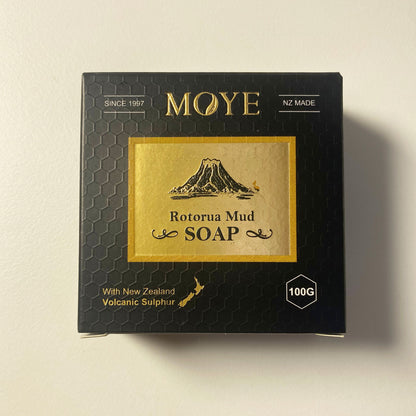 SINCE 1997
MOYE
NZ MADE
Rotorua Mud
SOAP
With New Zealand
Volcanic Sulphur
100G